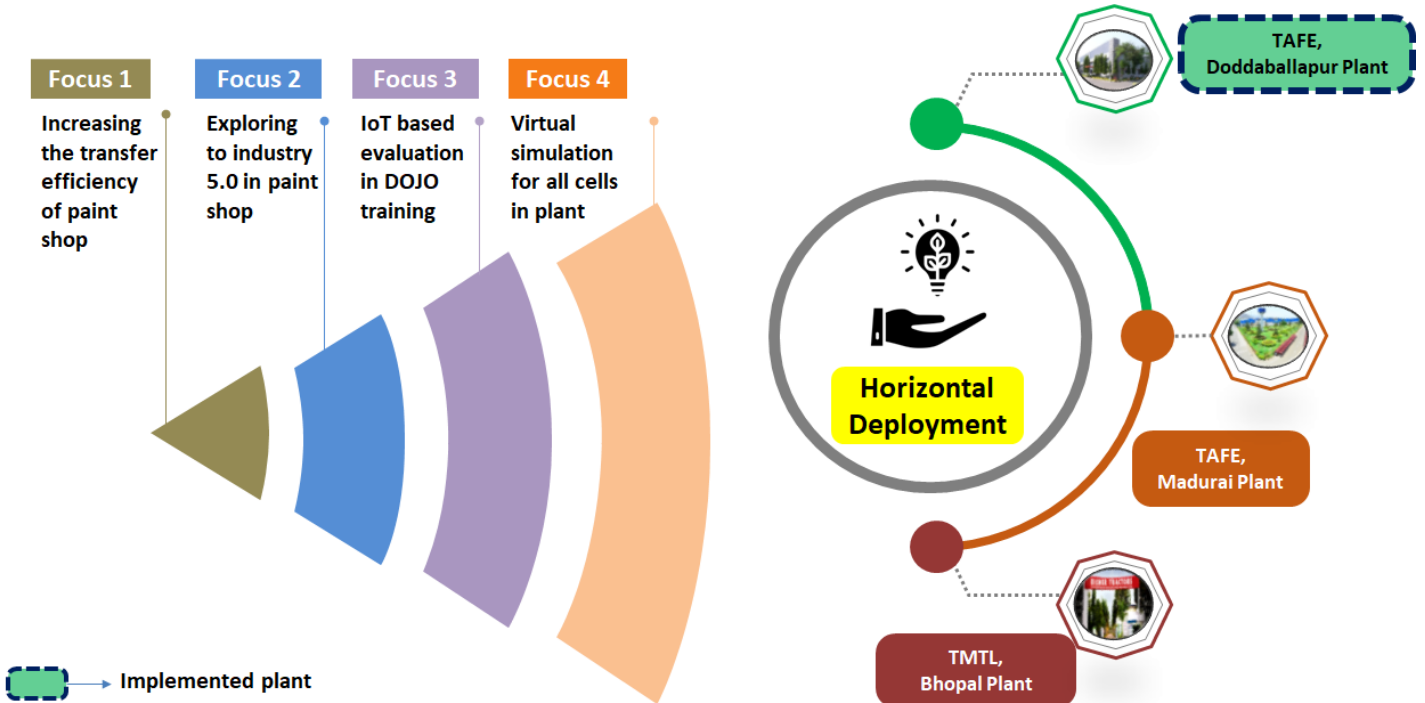 Focus 1
Increasing
the transfer
efficiency
of paint
shop
Focus 2
Exploring
to industry
5.0 in paint
shop
Focus 3
IoT based
evaluation
in DOJO
training
Focus 4
Virtual
simulation
for all cells
in plant
Implemented plant
Horizontal
Deployment
TAFE,
Doddaballapur Plant
TAFE,
Madurai Plant
TMTL,
Bhopal Plant